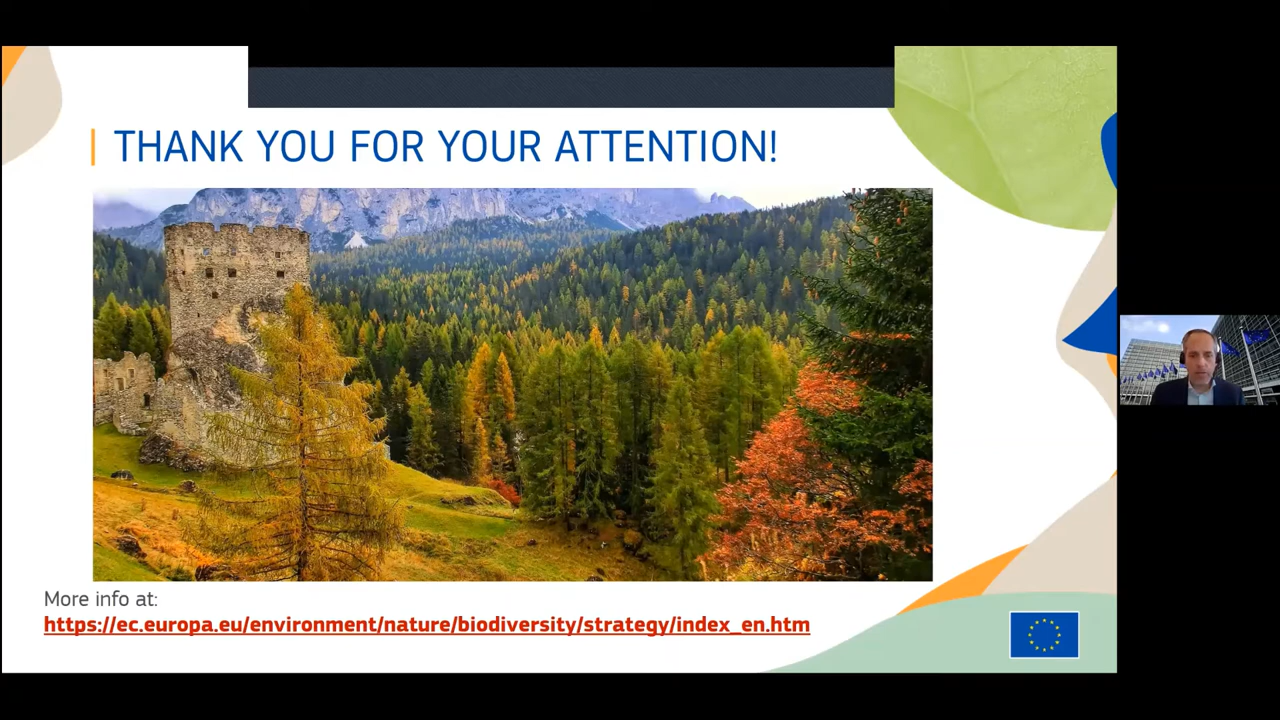 THANK YOU FOR YOUR ATTENTION!
More info at:
https://ec.europa.eu/environment/nature/biodiversity/strategy/index_en.htm